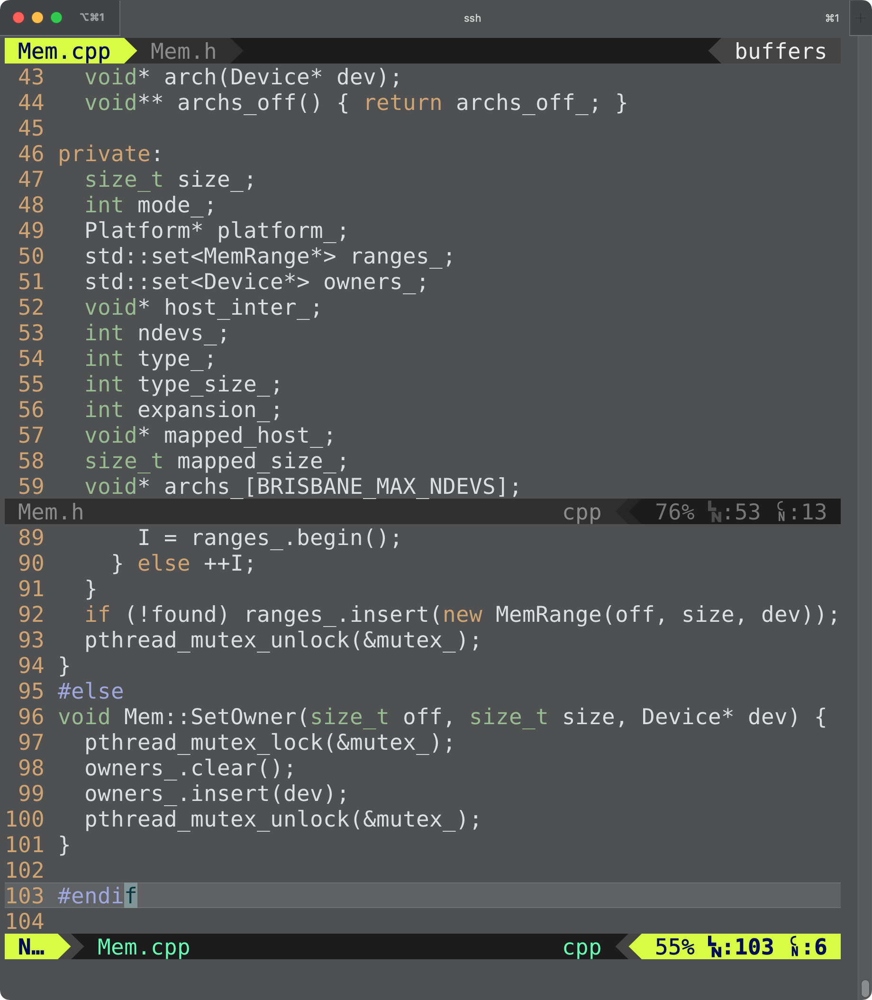 ⌥⌘1 ssh ⌘1 +
Mem.cpp Mem.h buffers
43 void* arch(Device* dev);
44 void** archs_off() { return archs_off_; }
45
46 private:
47 size_t size_;
48 int mode_;
49 Platform* platform_;
50 std::set<MemRange*> ranges_;
51 std::set<Device*> owners_;
52 void* host_inter_;
53 int ndevs_;
54 int type_;
55 int type_size_;
56 int expansion_;
57 void* mapped_host_;
58 size_t mapped_size_;
59 void* archs_[BRISBANE_MAX_NDEVS];
Mem.h cpp 76% LN:53 CN:13
89 I = ranges_.begin();
90 } else ++I;
91 }
92 if (!found) ranges_.insert(new MemRange(off, size, dev));
93 pthread_mutex_unlock(&mutex_);
94 }
95 #else
96 void Mem::SetOwner(size_t off, size_t size, Device* dev) {
97 pthread_mutex_lock(&mutex_);
98 owners_.clear();
99 owners_.insert(dev);
100 pthread_mutex_unlock(&mutex_);
101 }
102
103 #endif
104
N… Mem.cpp cpp 55% LN:103 CN:6